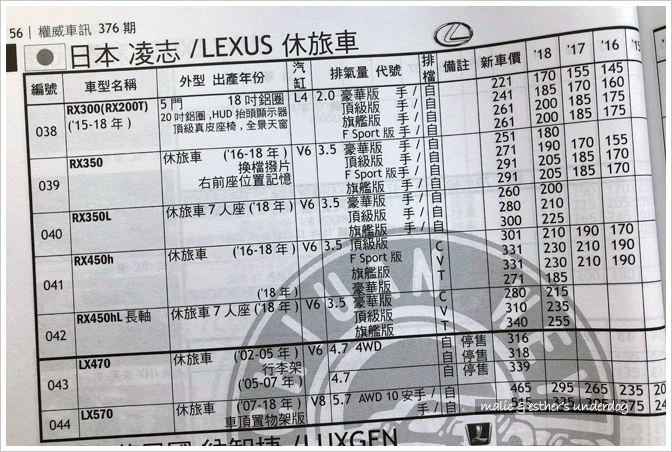 56 | 權威車訊 376 期
日本 凌志 /LEXUS 休旅車
編號 車型名稱 外型 出產年份 汽缸 排氣量 代號 排檔 備註 新車價 '18 '17 '16
RX300(RX200T) 5 門 18 吋鋁圈 L4 2.0 豪華版 手/自 221 170 155 145
038 ('15-18 年) 20 吋鋁圈,HUD 抬頭顯示器 頂級版 手/自 241 185 170 160
頂級真皮座椅,全景天窗 旗艦版 手/自 261 200 185 175
F Sport 版 手/自 261 200 185 175
RX350 休旅車 ('16-18 年) V6 3.5 豪華版 手/自 251 180
換檔撥片 頂級版 手/自 271 190 170 155
039 右前座位置記憶 F Sport 版 手/自 291 205 185 170
旗艦版 手/自 291 205 185 170
RX350L 休旅車 7 人座 ('18 年) V6 3.5 豪華版 手/自 260 200
040 頂級版 手/自 280 210
旗艦版 手/自 300 225
RX450h 休旅車 ('16-18 年) V6 3.5 頂級版 C 301 210 190 170
F Sport 版 V 331 230 210 190
041 旗艦版 T 331 230 210 190
('18 年) 豪華版 271 185
RX450hL 長軸 休旅車 7 人座 ('18 年) V6 3.5 豪華版 C 280 215
042 頂級版 V 310 235
旗艦版 T 340 255
LX470 休旅車 ('02-05 年) V6 4.7 4WD 自 停售 316
043 行李架 自 停售 318
('05-07 年) 4.7 自 停售 339
LX570 休旅車 ('07-18 年) V8 5.7 AWD 10 安 手/自 465 295 265 235
044 車頂置物架版 手/自 545 335
/LUXGEN
malic & esther's underdog